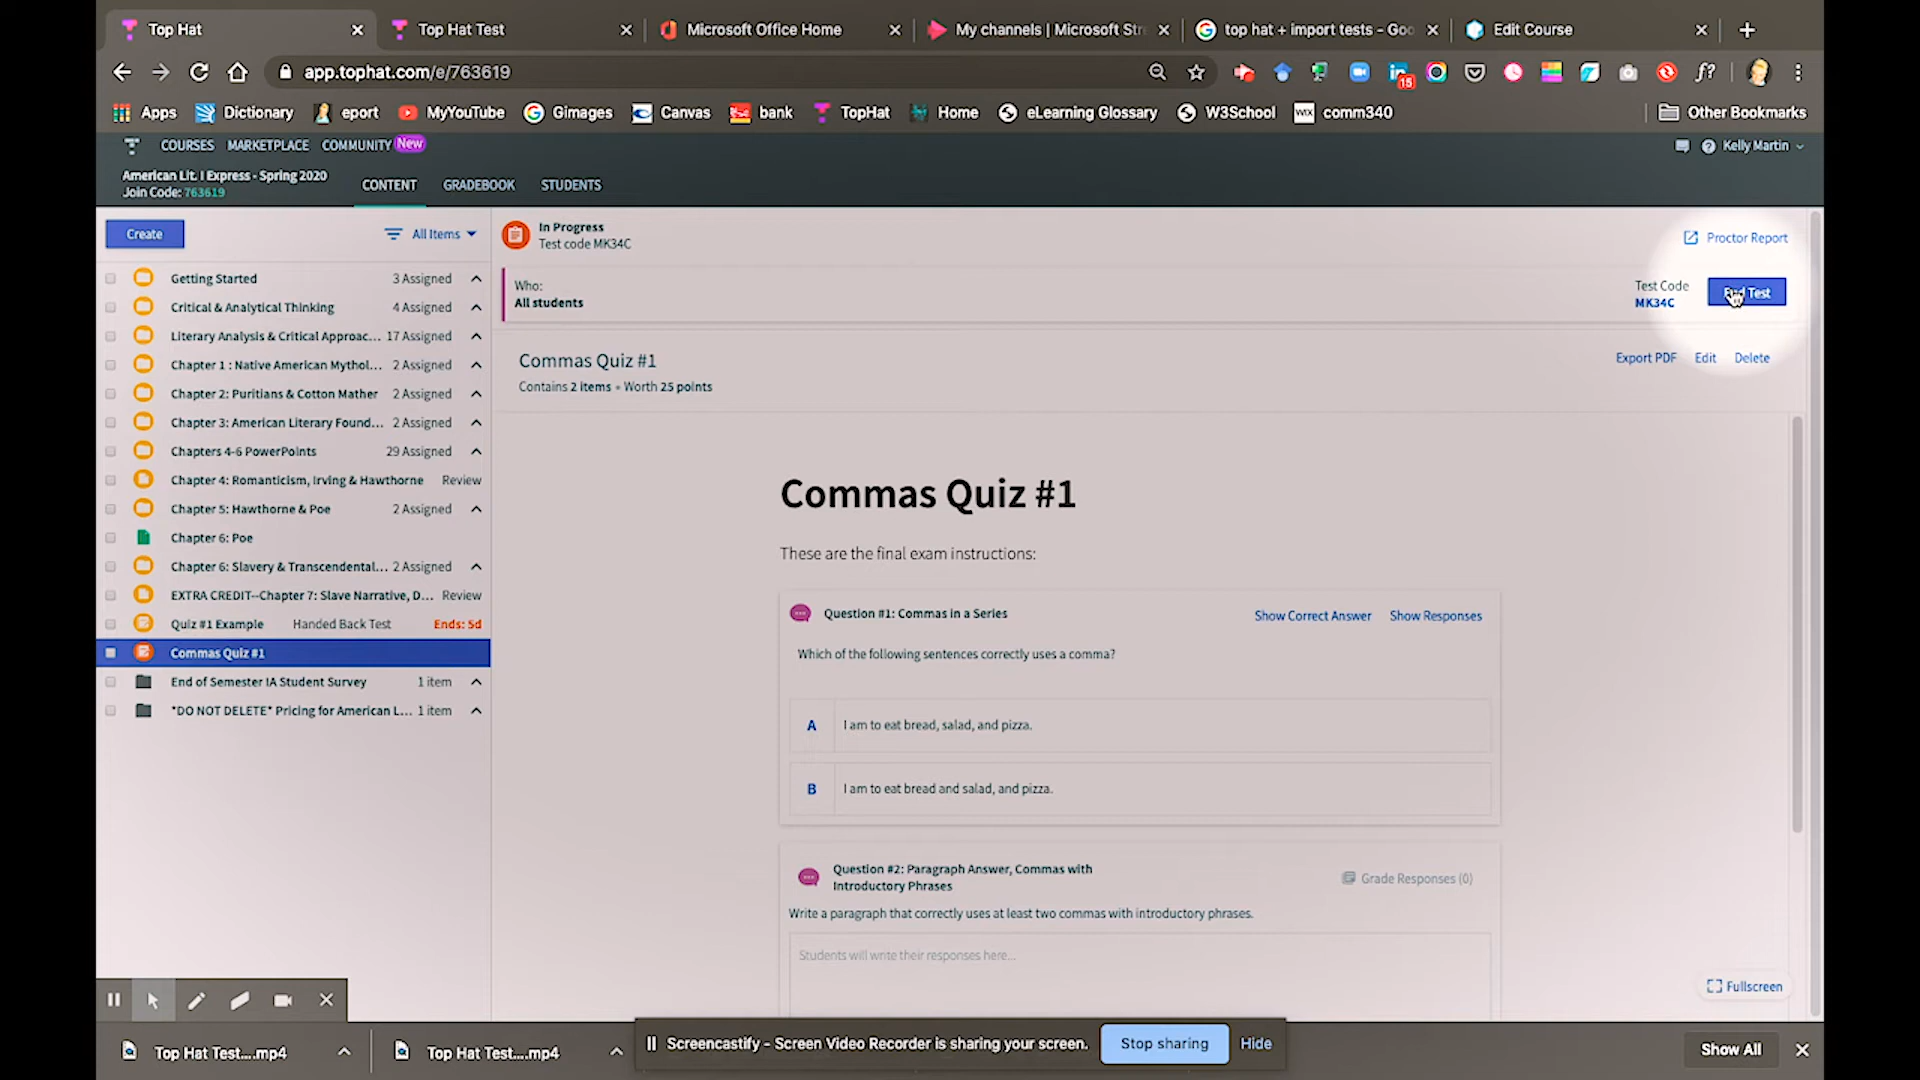 Top Hat
Top Hat Test
Microsoft Office Home
My channels | Microsoft Str
top hat + import tests - Goo
Edit Course
app.tophat.com/e/763619
15
f?
Apps
Dictionary
eport
MyYouTube
Gimages
Canvas
bank
TopHat
Home
eLearning Glossary
W3School
WIX
comm340
Other Bookmarks
COURSES
MARKETPLACE
COMMUNITY
New
Kelly Martin
American Lit. I Express - Spring 2020
Join Code: 763619
CONTENT
GRADEBOOK
STUDENTS
Create
All Items
Getting Started 3 Assigned
Critical & Analytical Thinking 4 Assigned
Literary Analysis & Critical Approac... 17 Assigned
Chapter 1 : Native American Mythol... 2 Assigned
Chapter 2: Puritians & Cotton Mather 2 Assigned
Chapter 3: American Literary Found... 2 Assigned
Chapters 4-6 PowerPoints 29 Assigned
Chapter 4: Romanticism, Irving & Hawthorne Review
Chapter 5: Hawthorne & Poe 2 Assigned
Chapter 6: Poe
Chapter 6: Slavery & Transcendental... 2 Assigned
EXTRA CREDIT--Chapter 7: Slave Narrative, D... Review
Quiz #1 Example Handed Back Test Ends: 5d
Commas Quiz #1
End of Semester IA Student Survey 1 item
*DO NOT DELETE* Pricing for American L... 1 item
In Progress
Test code MK34C
Proctor Report
Who:
All students
Test Code
MK34C
End Test
Commas Quiz #1
Contains 2 items • Worth 25 points
Export PDF
Edit
Delete
Commas Quiz #1
These are the final exam instructions:
Question #1: Commas in a Series
Show Correct Answer
Show Responses
Which of the following sentences correctly uses a comma?
A I am to eat bread, salad, and pizza.
B I am to eat bread and salad, and pizza.
Question #2: Paragraph Answer, Commas with
Introductory Phrases
Grade Responses (0)
Write a paragraph that correctly uses at least two commas with introductory phrases.
Students will write their responses here...
Fullscreen
Top Hat Test....mp4
Top Hat Test....mp4
Screencastify - Screen Video Recorder is sharing your screen.
Stop sharing
Hide
Show All